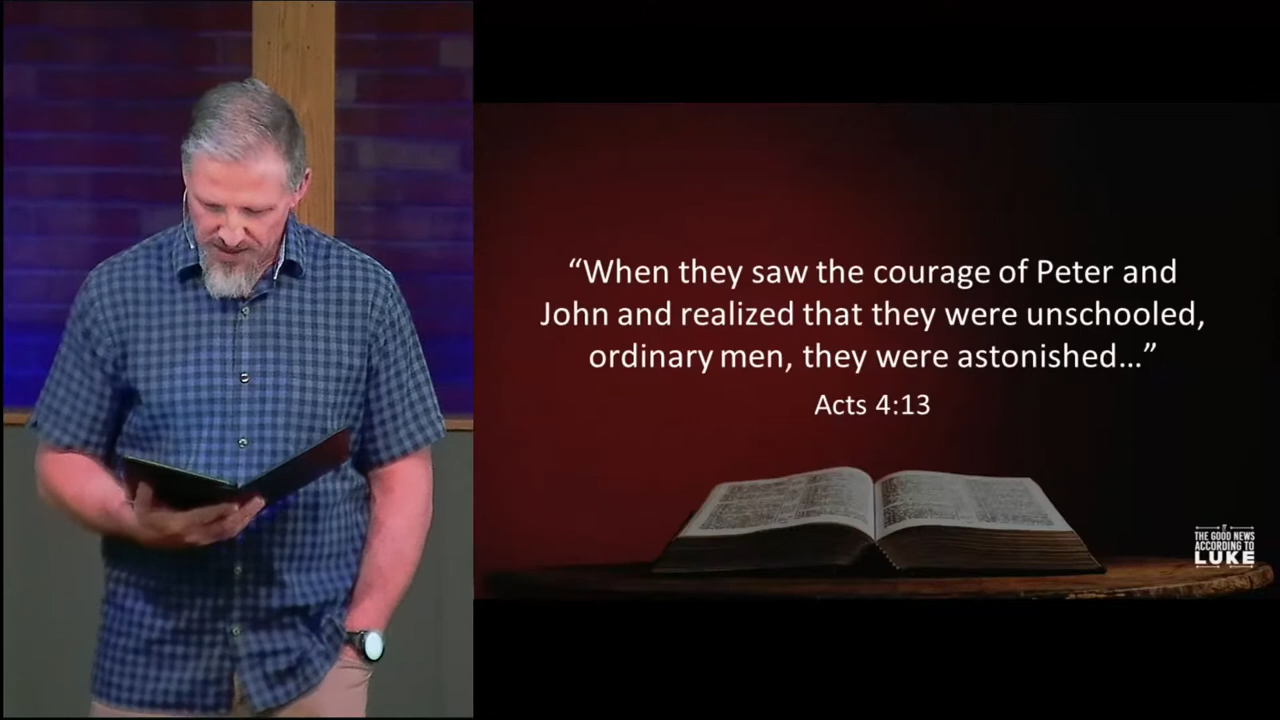 “When they saw the courage of Peter and
John and realized that they were unschooled,
ordinary men, they were astonished…”
Acts 4:13
THE GOOD NEWS
ACCORDING TO
LUKE